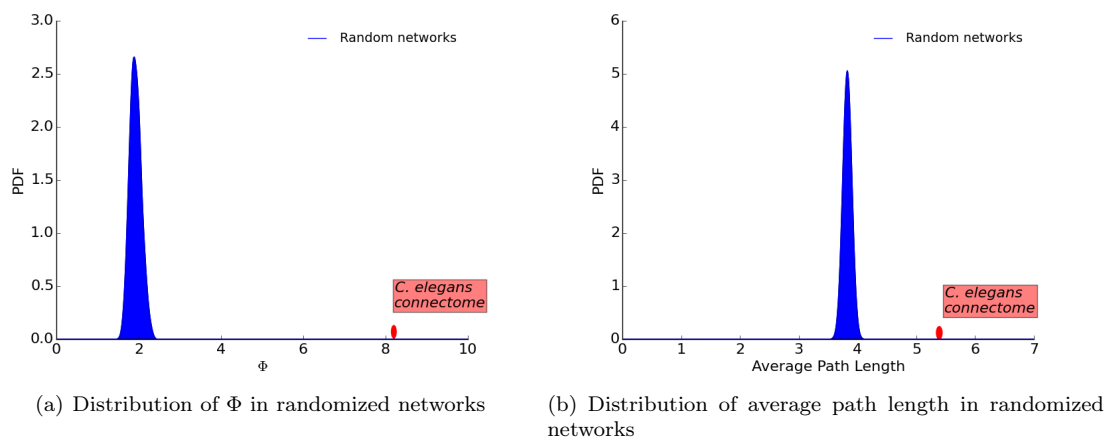 3.0
2.5
2.0
1.5
1.0
0.5
0.0
PDF
Random networks
C. elegans
connectome
0 2 4 6 8 10
Φ
(a) Distribution of Φ in randomized networks
6
5
4
3
2
1
0
PDF
Random networks
C. elegans
connectome
0 1 2 3 4 5 6 7
Average Path Length
(b) Distribution of average path length in randomized
networks